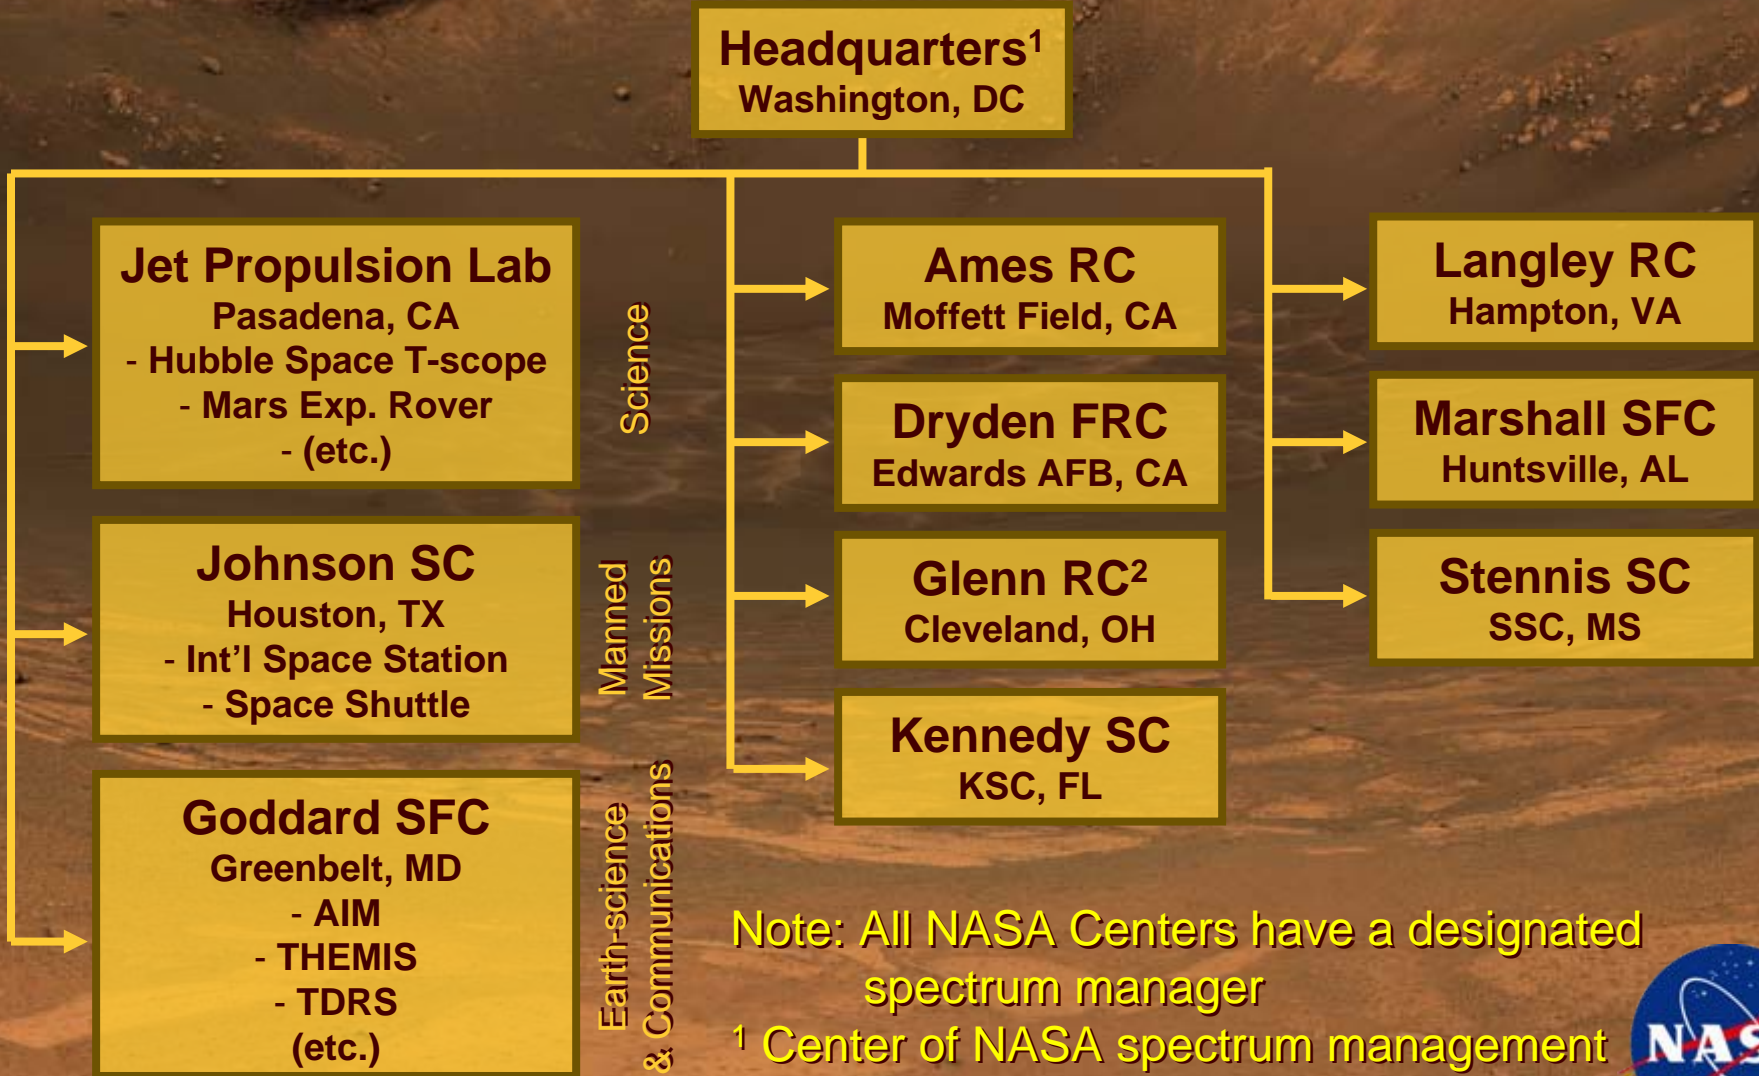 Headquarters¹
Washington, DC
Jet Propulsion Lab
Pasadena, CA
- Hubble Space T-scope
- Mars Exp. Rover
- (etc.)
Science
Johnson SC
Houston, TX
- Int’l Space Station
- Space Shuttle
Manned
Missions
Goddard SFC
Greenbelt, MD
- AIM
- THEMIS
- TDRS
(etc.)
Earth-science
& Communications
Ames RC
Moffett Field, CA
Dryden FRC
Edwards AFB, CA
Glenn RC²
Cleveland, OH
Kennedy SC
KSC, FL
Langley RC
Hampton, VA
Marshall SFC
Huntsville, AL
Stennis SC
SSC, MS
Note: All NASA Centers have a designated
spectrum manager
¹ Center of NASA spectrum management
NAS